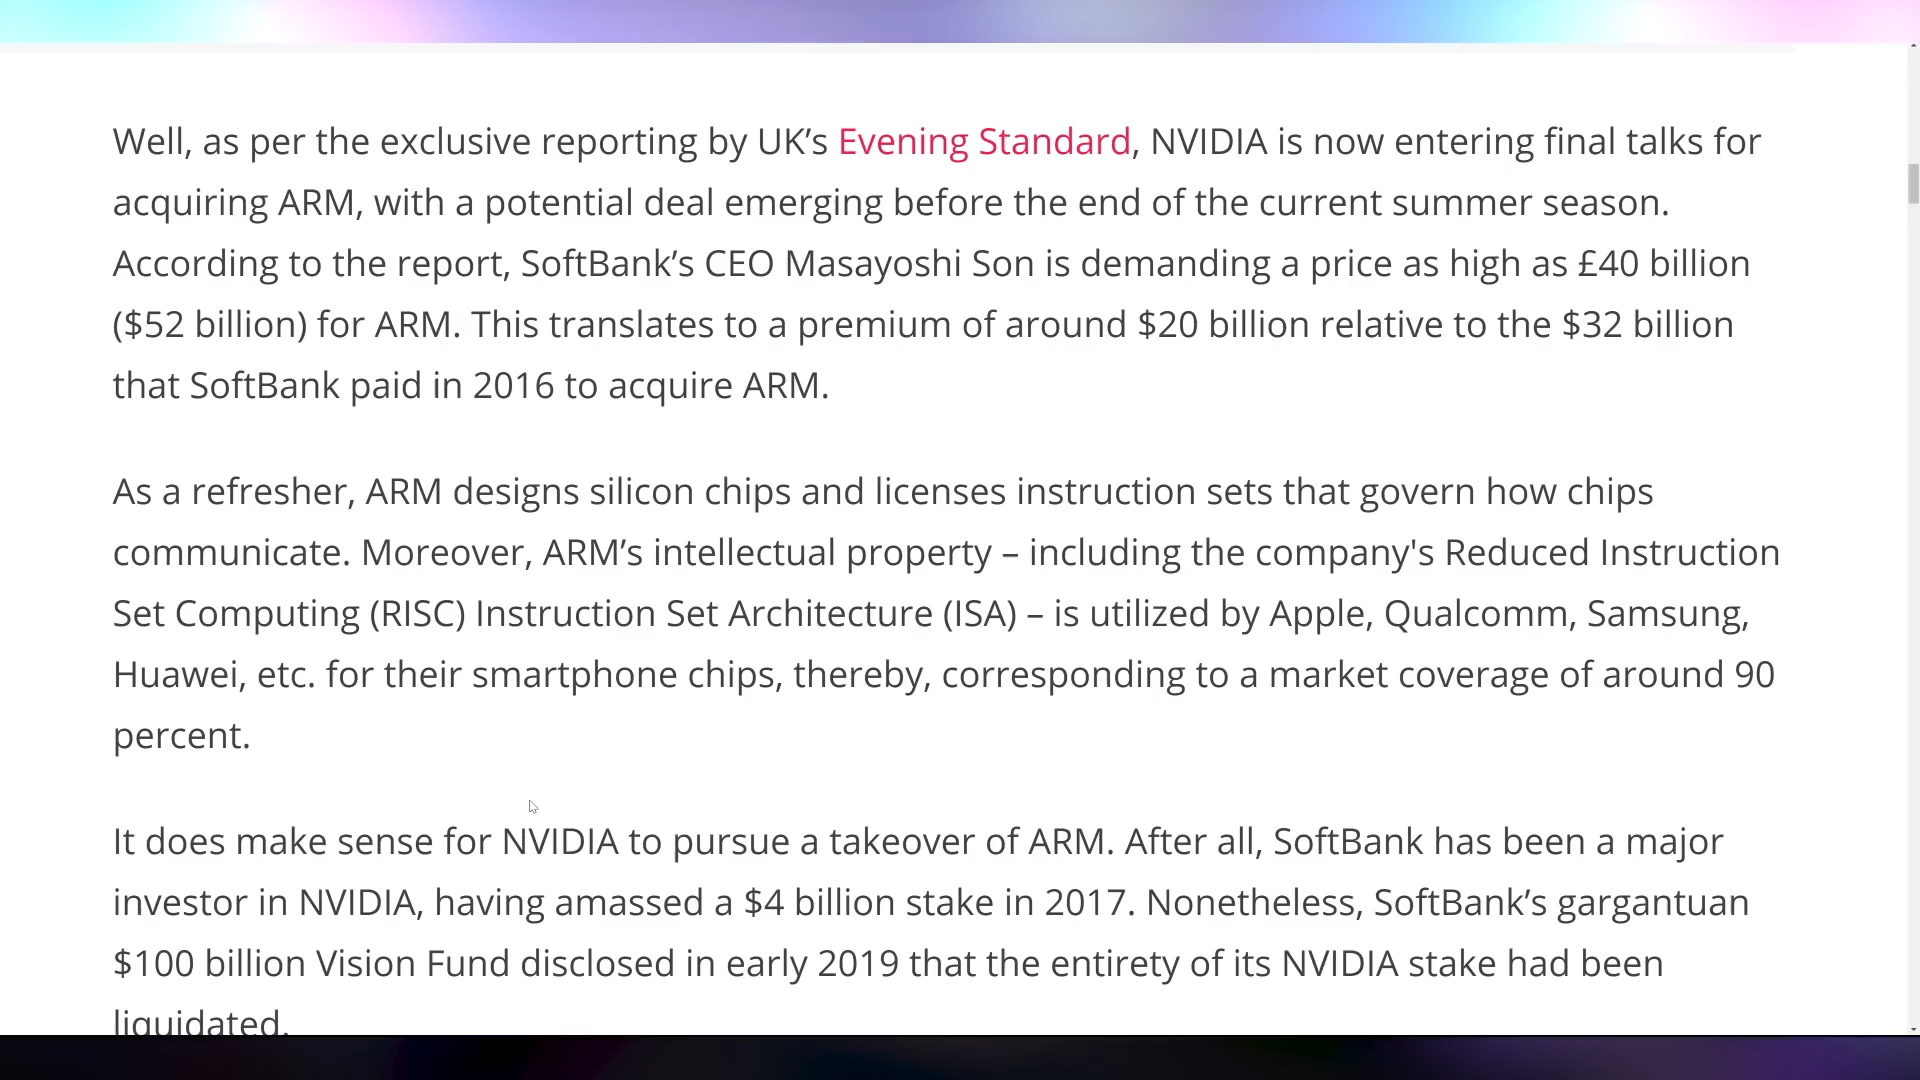 Well, as per the exclusive reporting by UK’s Evening Standard, NVIDIA is now entering final talks for
acquiring ARM, with a potential deal emerging before the end of the current summer season.
According to the report, SoftBank’s CEO Masayoshi Son is demanding a price as high as £40 billion
($52 billion) for ARM. This translates to a premium of around $20 billion relative to the $32 billion
that SoftBank paid in 2016 to acquire ARM.
As a refresher, ARM designs silicon chips and licenses instruction sets that govern how chips
communicate. Moreover, ARM’s intellectual property – including the company's Reduced Instruction
Set Computing (RISC) Instruction Set Architecture (ISA) – is utilized by Apple, Qualcomm, Samsung,
Huawei, etc. for their smartphone chips, thereby, corresponding to a market coverage of around 90
percent.
It does make sense for NVIDIA to pursue a takeover of ARM. After all, SoftBank has been a major
investor in NVIDIA, having amassed a $4 billion stake in 2017. Nonetheless, SoftBank’s gargantuan
$100 billion Vision Fund disclosed in early 2019 that the entirety of its NVIDIA stake had been
liquidated.